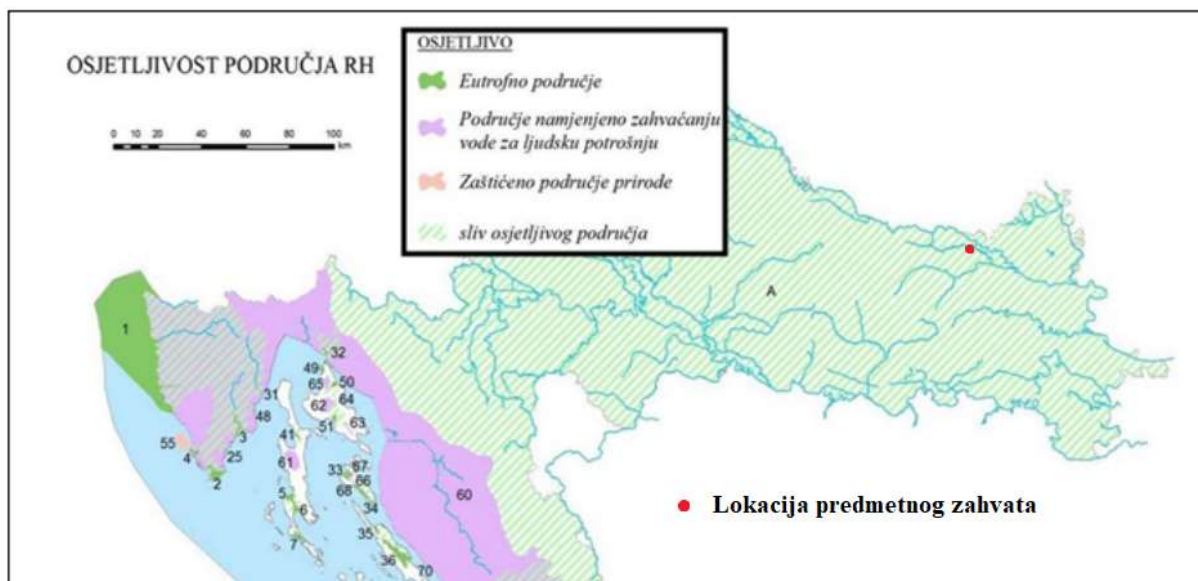 OSJETLJIVOST PODRUČJA RH
0 10 20 40 60 80 100
km
OSJETLJIVO
Eutrofno područje
Područje namjenjeno zahvaćanju
vode za ljudsku potrošnju
Zaštićeno područje prirode
sliv osjetljivog područja
A
1
32
49
65
50
31
64
62
48
51
63
3
41
55
4
25
61
2
67
33
66
60
68
5
6
34
7
35
36
70
Lokacija predmetnog zahvata